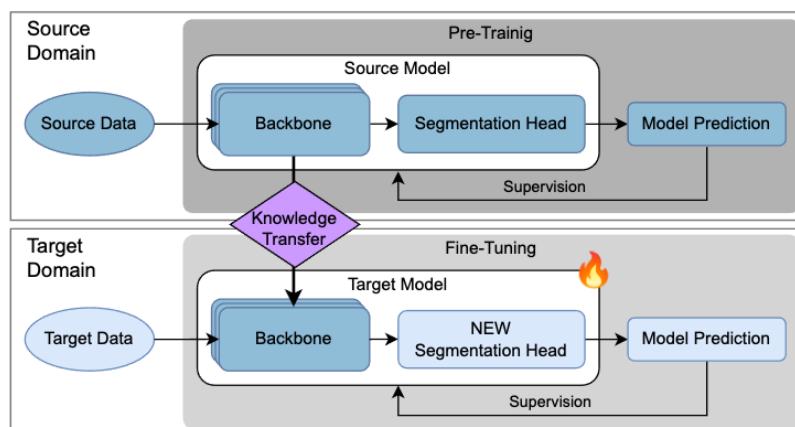 Source
Domain
Pre-Trainig
Source Model
Source Data
Backbone
Segmentation Head
Model Prediction
Supervision
Knowledge
Transfer
Target
Domain
Fine-Tuning
Target Model
Target Data
Backbone
NEW
Segmentation Head
Model Prediction
Supervision